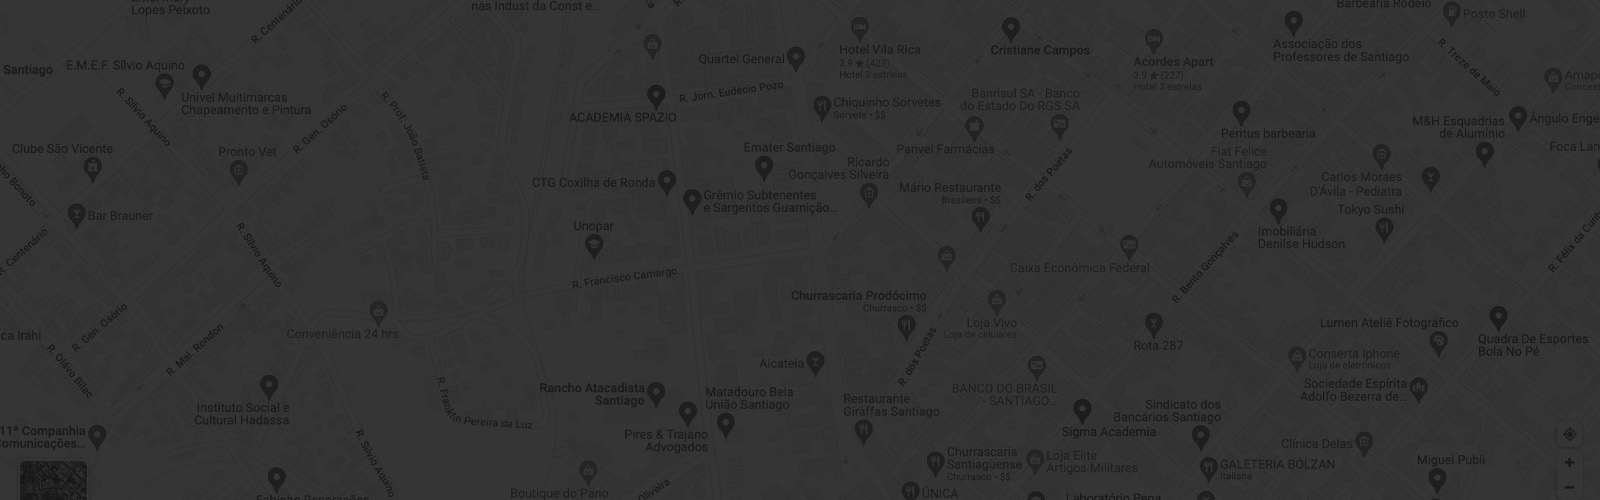 Lopes Peixoto
nas Indust da Const e...
R. Centenário
Barbearia Rodeio
Posto Shell
Santiago
E.M.E.F. Sílvio Aquino
Univel Multimarcas
Chapeamento e Pintura
R. Silvio Aquino
R. Gen. Osório
R. Prof. João Batista
Quartel General
R. Jorn. Eudécio Pozo
ACADEMIA SPAZIO
Hotel Vila Rica
3.9 ★ (423)
Hotel 3 estrelas
Cristiane Campos
Acordes Apart
3.9 ★ (227)
Hotel 3 estrelas
Associação dos
Professores de Santiago
R. Treze de Maio
Chiquinho Sorvetes
Sorvete • $$
Banrisul SA - Banco
do Estado Do RGS SA
Peritus barbearia
M&H Esquadrias
de Alumínio
Ângulo Enge
Foca Lan
Clube São Vicente
Pronto Vet
Bar Brauner
Emater Santiago
CTG Coxilha de Ronda
Grêmio Subtenentes
e Sargentos Guarnição...
Ricardo
Gonçalves Silveira
Panvel Farmácias
Mário Restaurante
Brasileira • $$
R. dos Poetas
Fiat Felice
Automóveis Santiago
Carlos Moraes
D'Ávila - Pediatra
Tokyo Sushi
Imobiliária
Denilse Hudson
R. Centenário
R. Silvio Aquino
Unopar
R. Francisco Camargo
Caixa Econômica Federal
R. Bento Gonçalves
R. Félix da Cunh
Churrascaria Prodócimo
Churrasco • $$
Loja Vivo
Loja de celulares
Rota 287
Lumen Ateliê Fotográfico
Quadra De Esportes
Bola No Pé
ca Irahi
R. Gen. Osório
R. Mal. Rondon
R. Olávo Bilac
Conveniência 24 hrs
Alcateia
R. dos Poetas
Conserta Iphone
Loja de eletrônicos
Rancho Atacadista
Santiago
Matadouro Bela
União Santiago
BANCO DO BRASIL
- SANTIAGO...
Sociedade Espírita
Adolfo Bezerra de...
Instituto Social e
Cultural Hadassa
R. Franklin Pereira da Luz
Pires & Trajano
Advogados
Restaurante
Giraffas Santiago
Sigma Academia
Sindicato dos
Bancários Santiago
Clínica Delas
11ª Companhia
Comunicações...
R. Silvio Aquino
Churrascaria
Santiaguense
Churrasco • $$
Loja Elite
Artigos Militares
GALETERIA BOLZAN
Italiana
Miguel Publi
Boutique do Pano
Oliveira
ÚNICA
Laboratório Pena